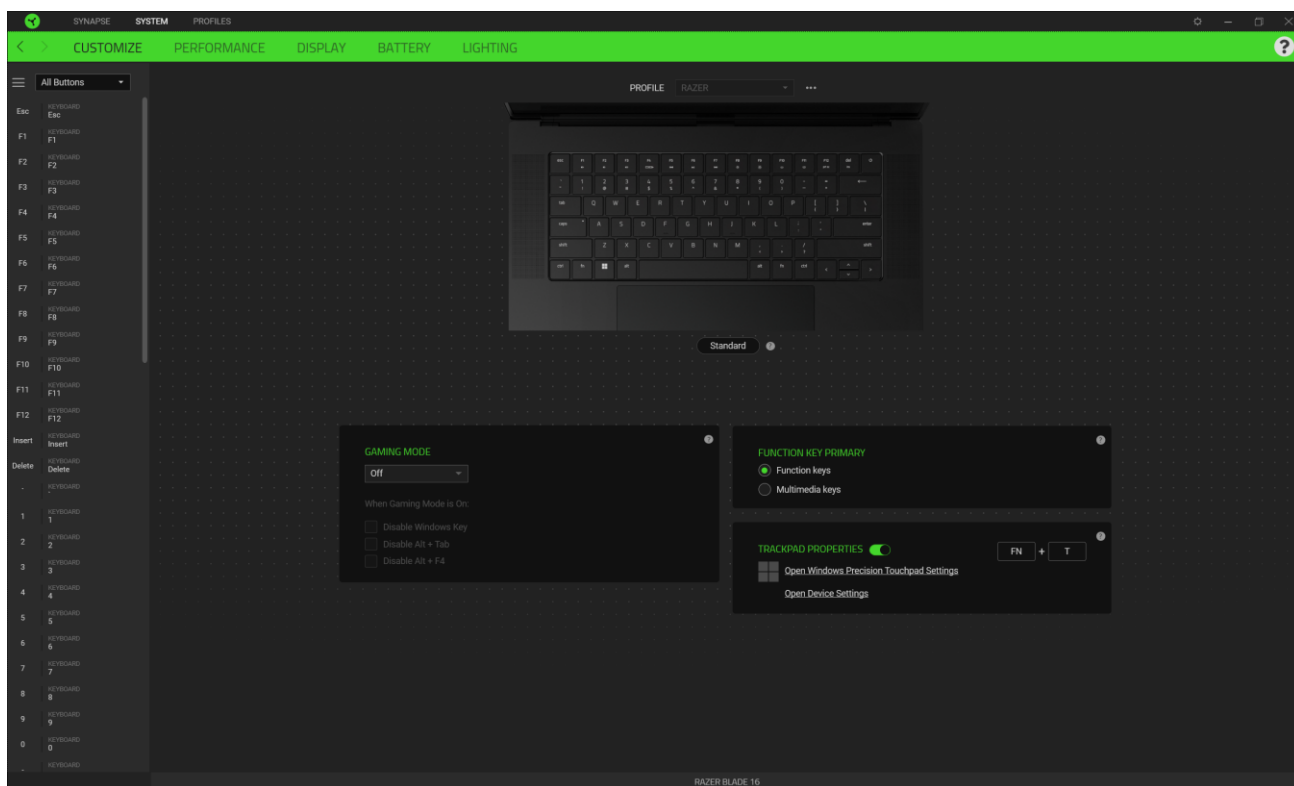 SYNAPSE SYSTEM PROFILES
CUSTOMIZE PERFORMANCE DISPLAY BATTERY LIGHTING ?
All Buttons
PROFILE RAZER
Esc KEYBOARD Esc
F1 KEYBOARD F1
F2 KEYBOARD F2
F3 KEYBOARD F3
F4 KEYBOARD F4
F5 KEYBOARD F5
F6 KEYBOARD F6
F7 KEYBOARD F7
F8 KEYBOARD F8
F9 KEYBOARD F9
F10 KEYBOARD F10
F11 KEYBOARD F11
F12 KEYBOARD F12
Insert KEYBOARD Insert
Delete KEYBOARD Delete
KEYBOARD
1 KEYBOARD 1
2 KEYBOARD 2
3 KEYBOARD 3
4 KEYBOARD 4
5 KEYBOARD 5
6 KEYBOARD 6
7 KEYBOARD 7
8 KEYBOARD 8
9 KEYBOARD 9
0 KEYBOARD 0
KEYBOARD
Q W E R T Y U I O P
A S D F G H J K L
Z X C V B N M
Standard ?
GAMING MODE ?
Off
When Gaming Mode is On:
Disable Windows Key
Disable Alt + Tab
Disable Alt + F4
FUNCTION KEY PRIMARY ?
Function keys
Multimedia keys
TRACKPAD PROPERTIES FN + T ?
Open Windows Precision Touchpad Settings
Open Device Settings
RAZER BLADE 16